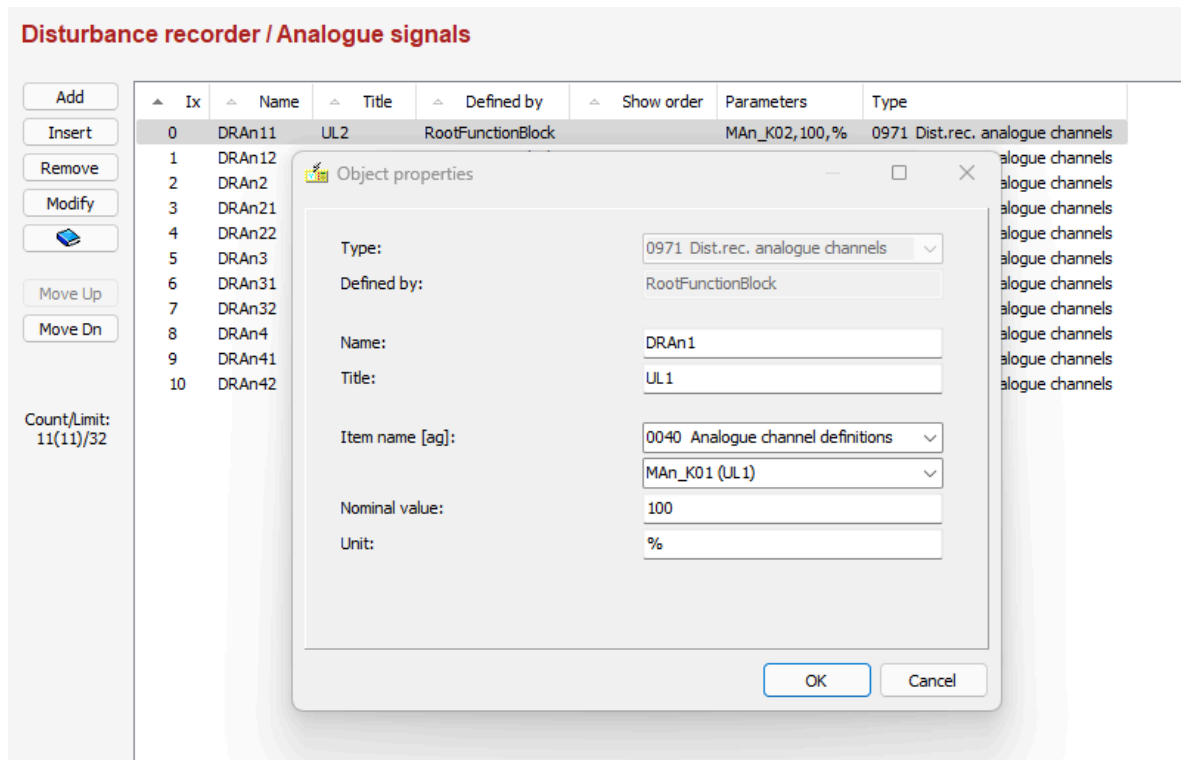 Disturbance recorder / Analogue signals
Add
Insert
Remove
Modify
Move Up
Move Dn
Count/Limit:
11(11)/32
Ix Name Title Defined by Show order Parameters Type
0 DRAn11 UL2 RootFunctionBlock MAn_K02,100,% 0971 Dist.rec. analogue channels
1 DRAn12 alogue channels
2 DRAn2 alogue channels
3 DRAn21 alogue channels
4 DRAn22 alogue channels
5 DRAn3 alogue channels
6 DRAn31 alogue channels
7 DRAn32 alogue channels
8 DRAn4 alogue channels
9 DRAn41 alogue channels
10 DRAn42 alogue channels
Object properties
Type: 0971 Dist.rec. analogue channels
Defined by: RootFunctionBlock
Name: DRAn1
Title: UL1
Item name [ag]: 0040 Analogue channel definitions
MAn_K01 (UL1)
Nominal value: 100
Unit: %
OK Cancel